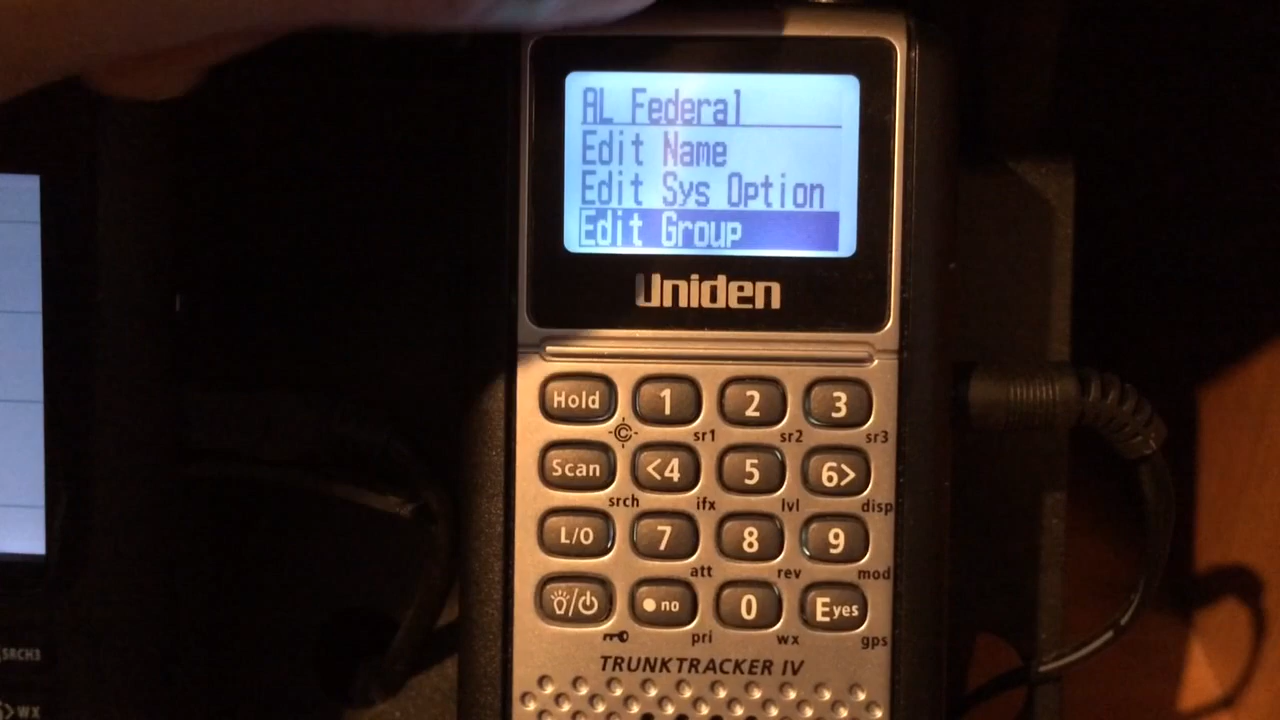 AL Federal
Edit Name
Edit Sys Option
Edit Group
Uniden
Hold 1 2 3
sr1 sr2 sr3
Scan <4 5 6>
srch ifx lvl disp
L/O 7 8 9
att rev mod
no 0 E yes
pri wx gps
TRUNKTRACKER IV
SRCH3
>WX